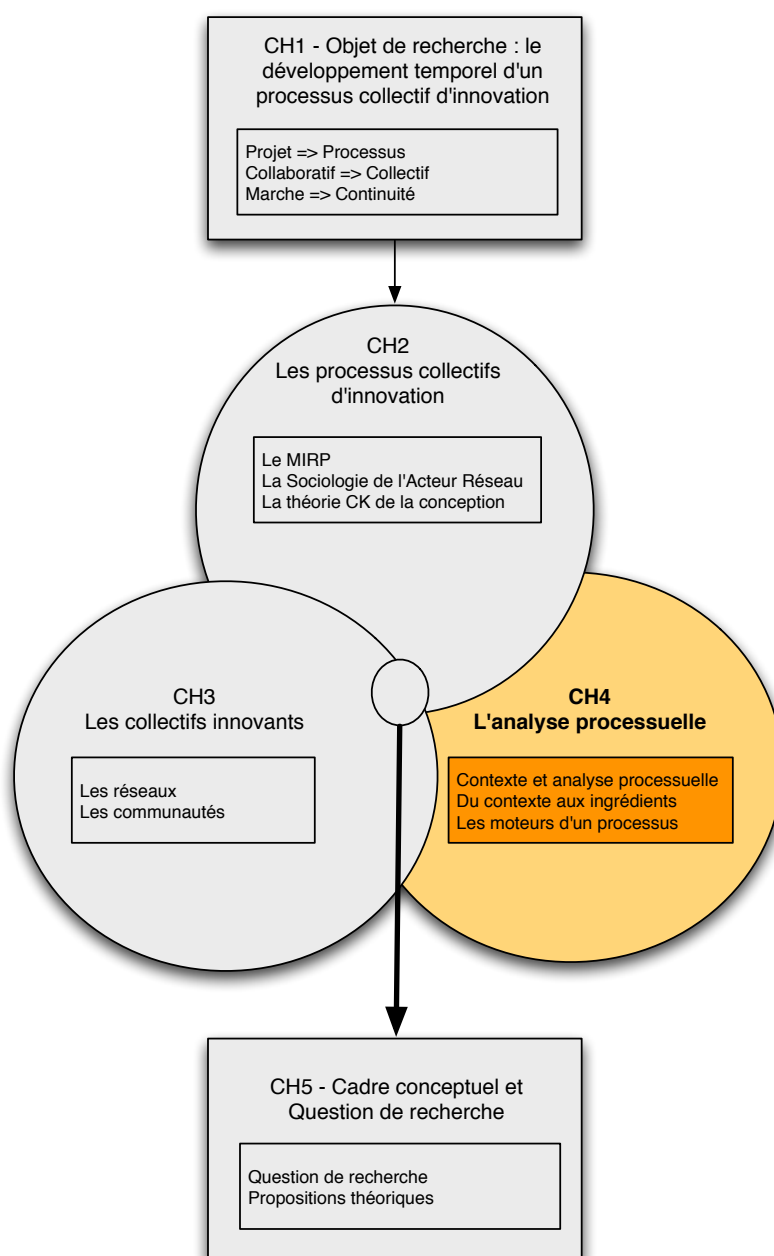 CH1 - Objet de recherche : le
développement temporel d'un
processus collectif d'innovation
Projet => Processus
Collaboratif => Collectif
Marche => Continuité
CH2
Les processus collectifs
d'innovation
Le MIRP
La Sociologie de l'Acteur Réseau
La théorie CK de la conception
CH3
Les collectifs innovants
Les réseaux
Les communautés
CH4
L'analyse processuelle
Contexte et analyse processuelle
Du contexte aux ingrédients
Les moteurs d'un processus
CH5 - Cadre conceptuel et
Question de recherche
Question de recherche
Propositions théoriques